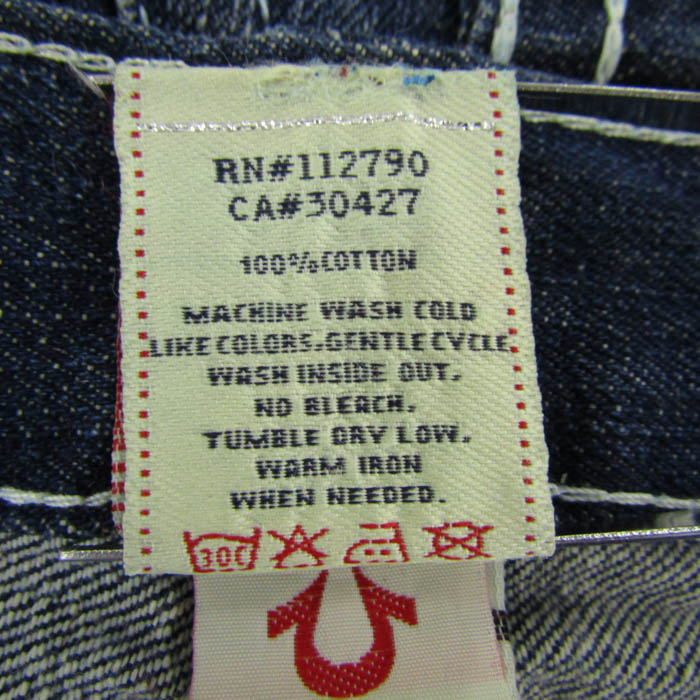 RN#112790
CA#30427
100%COTTON
MACHINE WASH COLD
LIKE COLORS.GENTLE CYCLE
WASH INSIDE OUT.
NO BLEACH.
TUMBLE DRY LOW.
WARM IRON
WHEN NEEDED.
30C